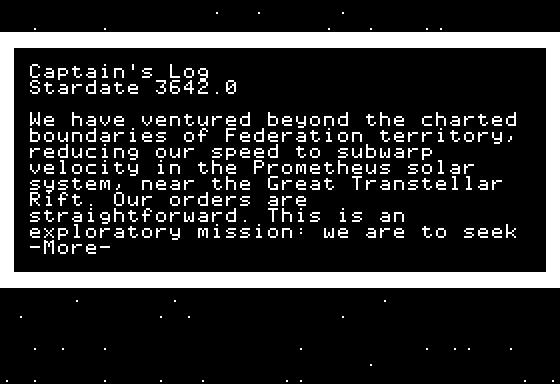 Captain's Log
Stardate 3642.0
We have ventured beyond the charted
boundaries of Federation territory,
reducing our speed to subwarp
velocity in the Prometheus solar
system, near the Great Transtellar
Rift. Our orders are
straightforward. This is an
exploratory mission: we are to seek
-More-